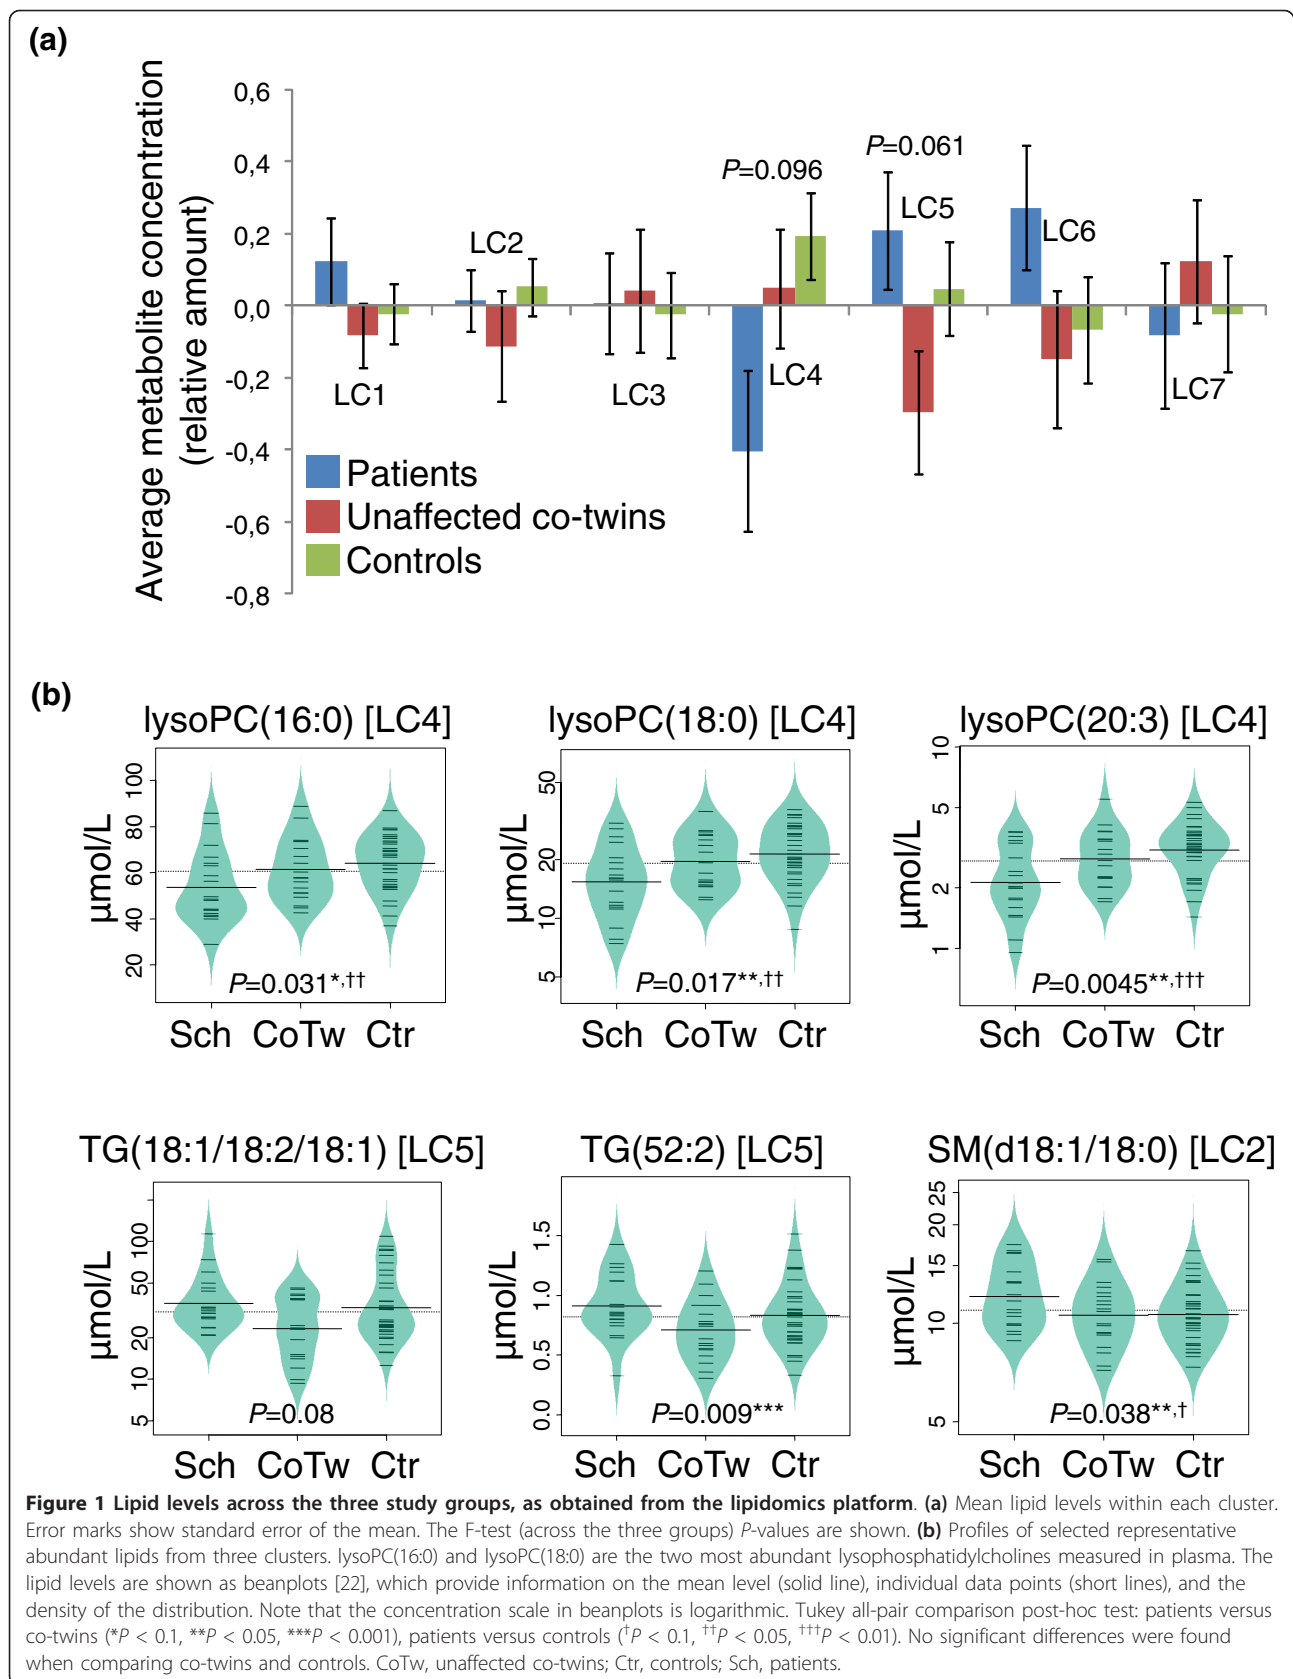 (a)
Average metabolite concentration
(relative amount)
0,6
0,4
0,2
0,0
-0,2
-0,4
-0,6
-0,8
P=0.096
P=0.061
LC1
LC2
LC3
LC4
LC5
LC6
LC7
Patients
Unaffected co-twins
Controls
(b)
lysoPC(16:0) [LC4]
µmol/L
100
80
60
40
20
P=0.031*,††
Sch CoTw Ctr
lysoPC(18:0) [LC4]
µmol/L
50
20
10
5
P=0.017**,††
Sch CoTw Ctr
lysoPC(20:3) [LC4]
µmol/L
10
5
2
1
P=0.0045**,†††
Sch CoTw Ctr
TG(18:1/18:2/18:1) [LC5]
µmol/L
100
50
20
10
5
P=0.08
Sch CoTw Ctr
TG(52:2) [LC5]
µmol/L
1.5
1.0
0.5
0.0
P=0.009***
Sch CoTw Ctr
SM(d18:1/18:0) [LC2]
µmol/L
25
20
15
10
5
P=0.038**,†
Sch CoTw Ctr
Figure 1 Lipid levels across the three study groups, as obtained from the lipidomics platform. (a) Mean lipid levels within each cluster.
Error marks show standard error of the mean. The F-test (across the three groups) P-values are shown. (b) Profiles of selected representative
abundant lipids from three clusters. lysoPC(16:0) and lysoPC(18:0) are the two most abundant lysophosphatidylcholines measured in plasma. The
lipid levels are shown as beanplots [22], which provide information on the mean level (solid line), individual data points (short lines), and the
density of the distribution. Note that the concentration scale in beanplots is logarithmic. Tukey all-pair comparison post-hoc test: patients versus
co-twins (*P < 0.1, **P < 0.05, ***P < 0.001), patients versus controls (†P < 0.1, ††P < 0.05, †††P < 0.01). No significant differences were found
when comparing co-twins and controls. CoTw, unaffected co-twins; Ctr, controls; Sch, patients.